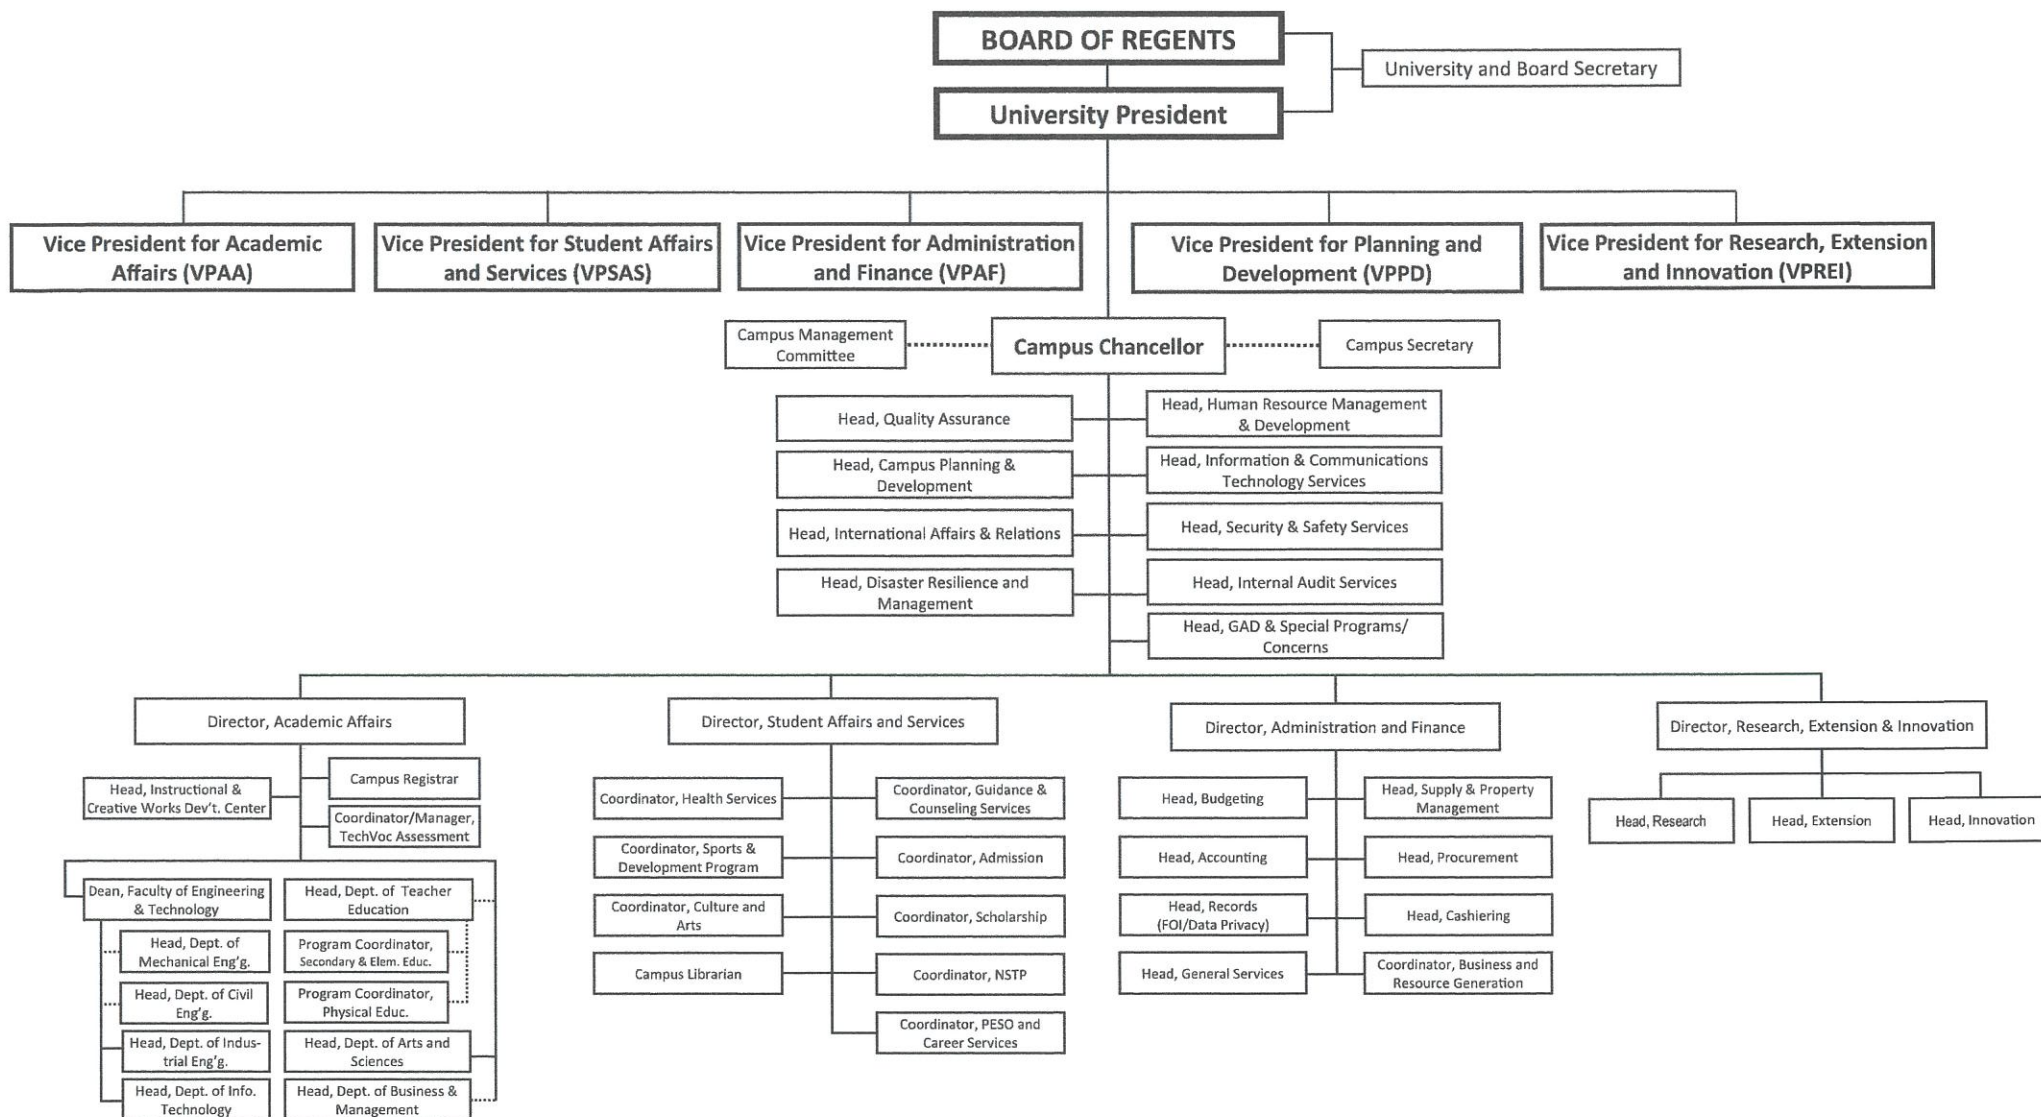 BOARD OF REGENTS
University and Board Secretary
University President
Vice President for Academic
Affairs (VPAA)
Vice President for Student Affairs
and Services (VPSAS)
Vice President for Administration
and Finance (VPAF)
Vice President for Planning and
Development (VPPD)
Vice President for Research, Extension
and Innovation (VPREI)
Campus Management
Committee
Campus Chancellor
Campus Secretary
Head, Quality Assurance
Head, Human Resource Management
& Development
Head, Campus Planning &
Development
Head, Information & Communications
Technology Services
Head, International Affairs & Relations
Head, Security & Safety Services
Head, Disaster Resilience and
Management
Head, Internal Audit Services
Head, GAD & Special Programs/
Concerns
Director, Academic Affairs
Director, Student Affairs and Services
Director, Administration and Finance
Director, Research, Extension & Innovation
Head, Instructional &
Creative Works Dev't. Center
Campus Registrar
Coordinator/Manager,
TechVoc Assessment
Dean, Faculty of Engineering
& Technology
Head, Dept. of Teacher
Education
Head, Dept. of
Mechanical Eng'g.
Program Coordinator,
Secondary & Elem. Educ.
Head, Dept. of Civil
Eng'g.
Program Coordinator,
Physical Educ.
Head, Dept. of Indus-
trial Eng'g.
Head, Dept. of Arts and
Sciences
Head, Dept. of Info.
Technology
Head, Dept. of Business &
Management
Coordinator, Health Services
Coordinator, Guidance &
Counseling Services
Coordinator, Sports &
Development Program
Coordinator, Admission
Coordinator, Culture and
Arts
Coordinator, Scholarship
Campus Librarian
Coordinator, NSTP
Coordinator, PESO and
Career Services
Head, Budgeting
Head, Supply & Property
Management
Head, Accounting
Head, Procurement
Head, Records
(FOI/Data Privacy)
Head, Cashiering
Head, General Services
Coordinator, Business and
Resource Generation
Head, Research
Head, Extension
Head, Innovation